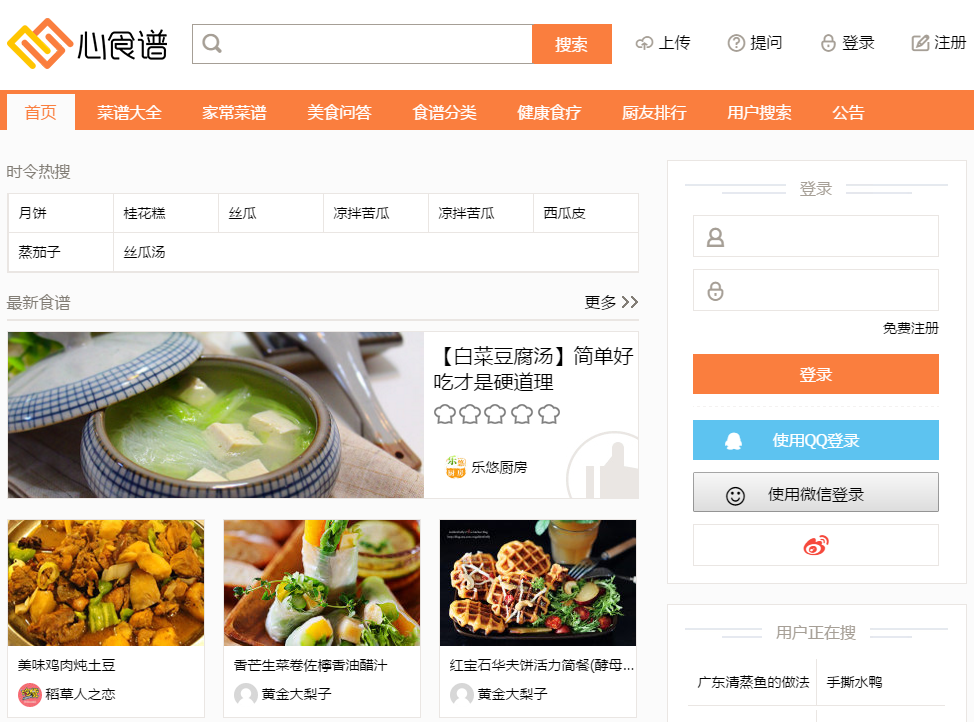 心食谱
搜索
上传
提问
登录
注册
首页
菜谱大全
家常菜谱
美食问答
食谱分类
健康食疗
厨友排行
用户搜索
公告
时令热搜
月饼
桂花糕
丝瓜
凉拌苦瓜
凉拌苦瓜
西瓜皮
蒸茄子
丝瓜汤
最新食谱
更多
【白菜豆腐汤】简单好
吃才是硬道理
乐悠厨房
美味鸡肉炖土豆
稻草人之恋
香芒生菜卷佐檸香油醋汁
黄金大梨子
红宝石华夫饼活力简餐(酵母...
黄金大梨子
登录
免费注册
登录
使用QQ登录
使用微信登录
用户正在搜
广东清蒸鱼的做法
手撕水鸭